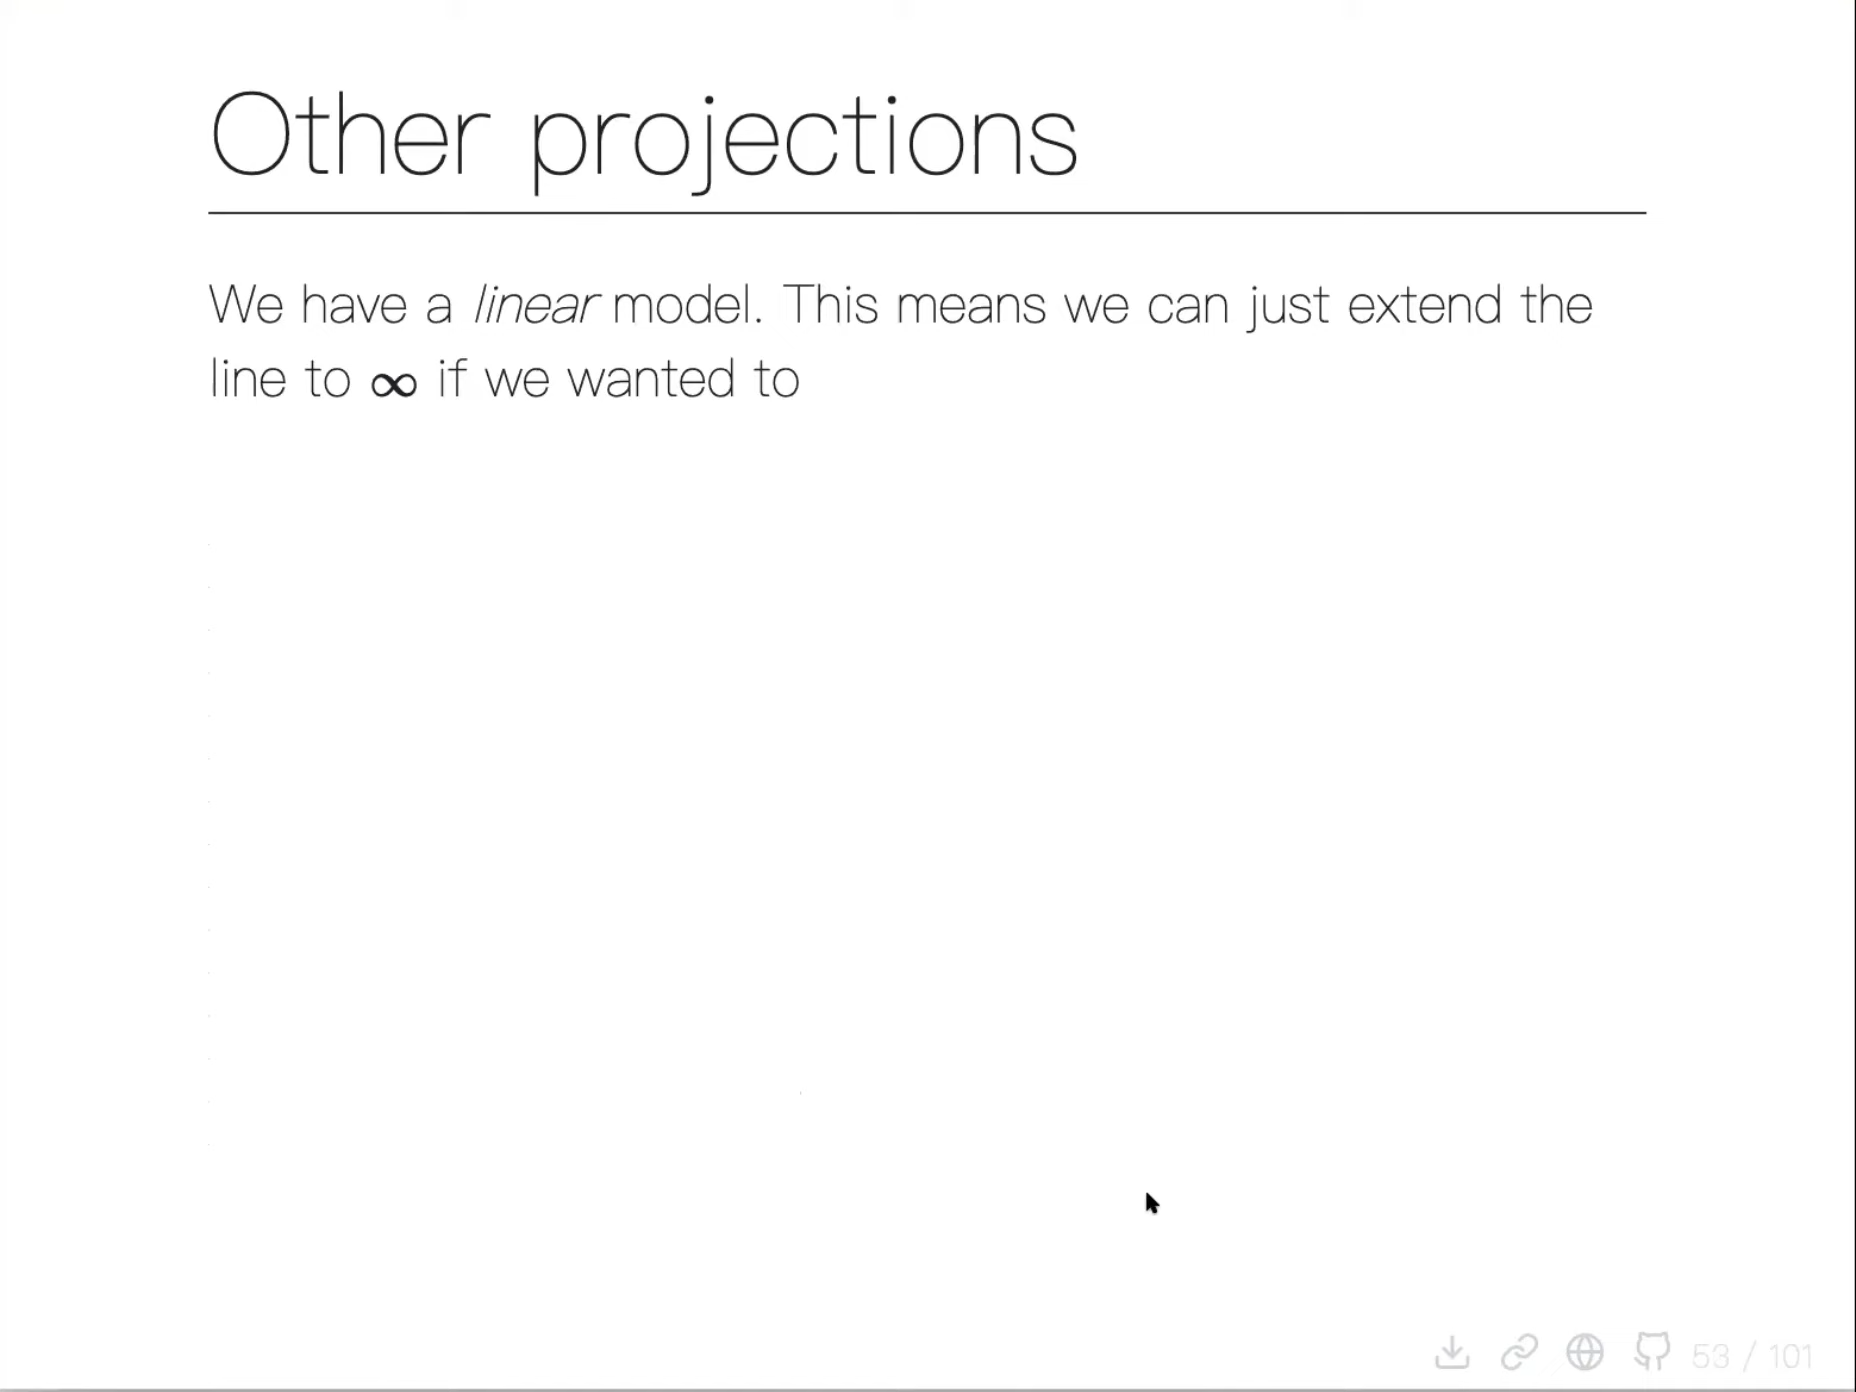 Other projections
We have a linear model. This means we can just extend the
line to ∞ if we wanted to
53 / 101